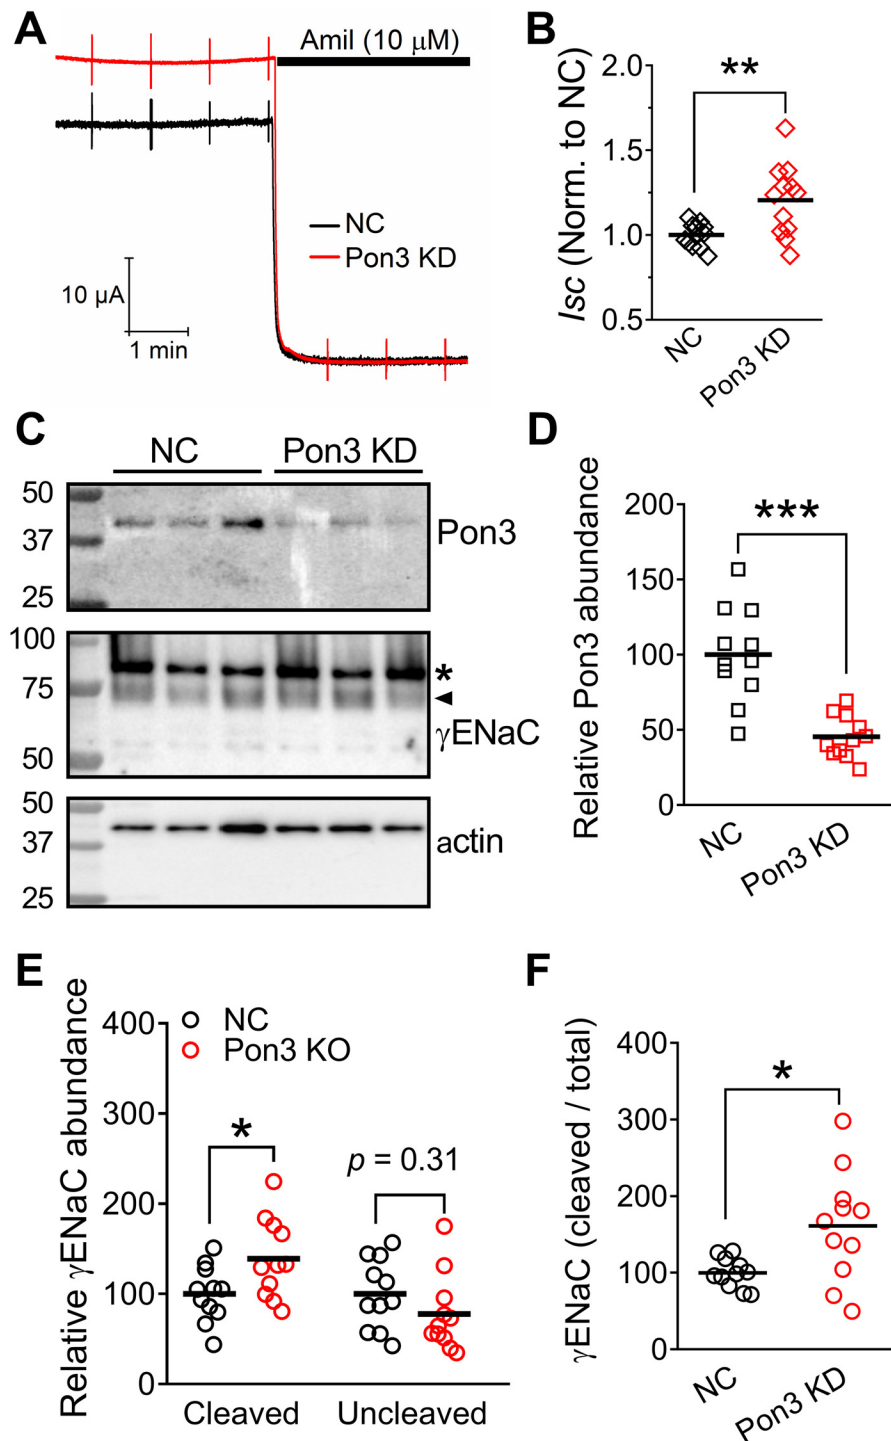 A
Amil (10 μM)
NC
Pon3 KD
10 μA
1 min
B
Isc (Norm. to NC)
2.0
1.5
1.0
0.5
**
NC
Pon3 KD
C
NC
Pon3 KD
50
37
25
Pon3
100
75
50
*
γENaC
50
37
25
actin
D
Relative Pon3 abundance
200
150
100
50
0
***
NC
Pon3 KD
E
Relative γENaC abundance
400
300
200
100
0
NC
Pon3 KO
*
p = 0.31
Cleaved
Uncleaved
F
γENaC (cleaved / total)
400
300
200
100
0
*
NC
Pon3 KD